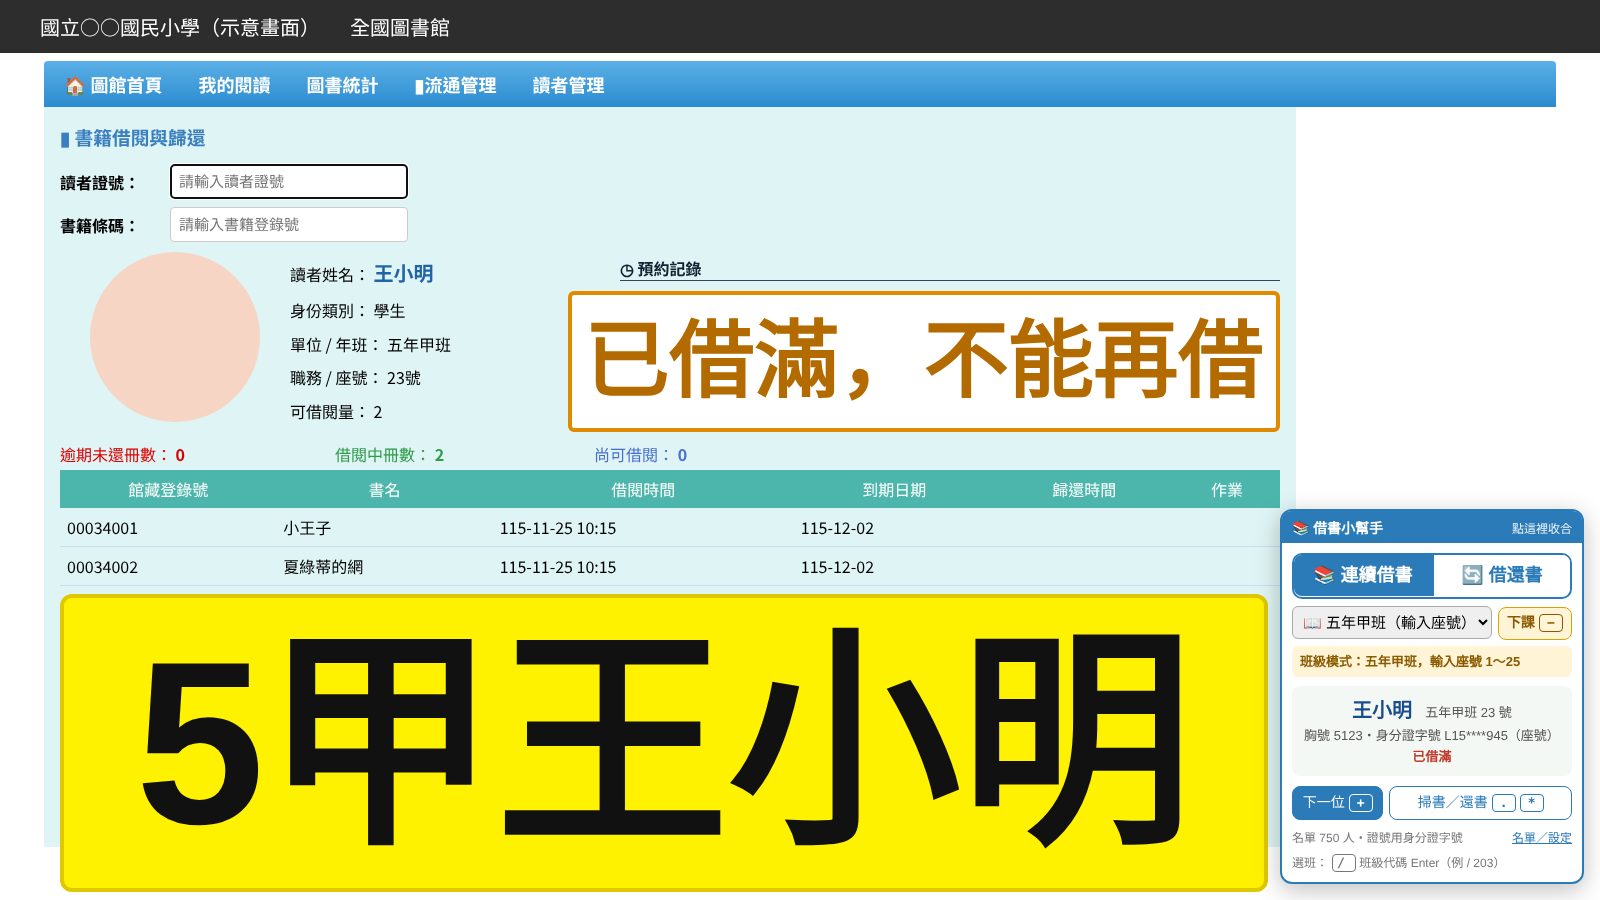 國立○○國民小學（示意畫面） 全國圖書館
🏠 圖館首頁 我的閱讀 圖書統計 ▮流通管理 讀者管理
▮ 書籍借閱與歸還
讀者證號： 請輸入讀者證號
書籍條碼： 請輸入書籍登錄號
讀者姓名： 王小明
身份類別： 學生
單位 / 年班： 五年甲班
職務 / 座號： 23號
可借閱量： 2
◷ 預約記錄
已借滿，不能再借
逾期未還冊數： 0 借閱中冊數： 2 尚可借閱： 0
館藏登錄號 書名 借閱時間 到期日期 歸還時間 作業
00034001 小王子 115-11-25 10:15 115-12-02
00034002 夏綠蒂的網 115-11-25 10:15 115-12-02
5甲王小明
📚 借書小幫手 點這裡收合
📚 連續借書 🔄 借還書
📖 五年甲班（輸入座號） 下課 −
班級模式：五年甲班，輸入座號 1～25
王小明 五年甲班 23 號
胸號 5123・身分證字號 L15****945（座號）
已借滿
下一位 + 掃書／還書 . *
名單 750 人・證號用身分證字號 名單／設定
選班： / 班級代碼 Enter（例 / 203）